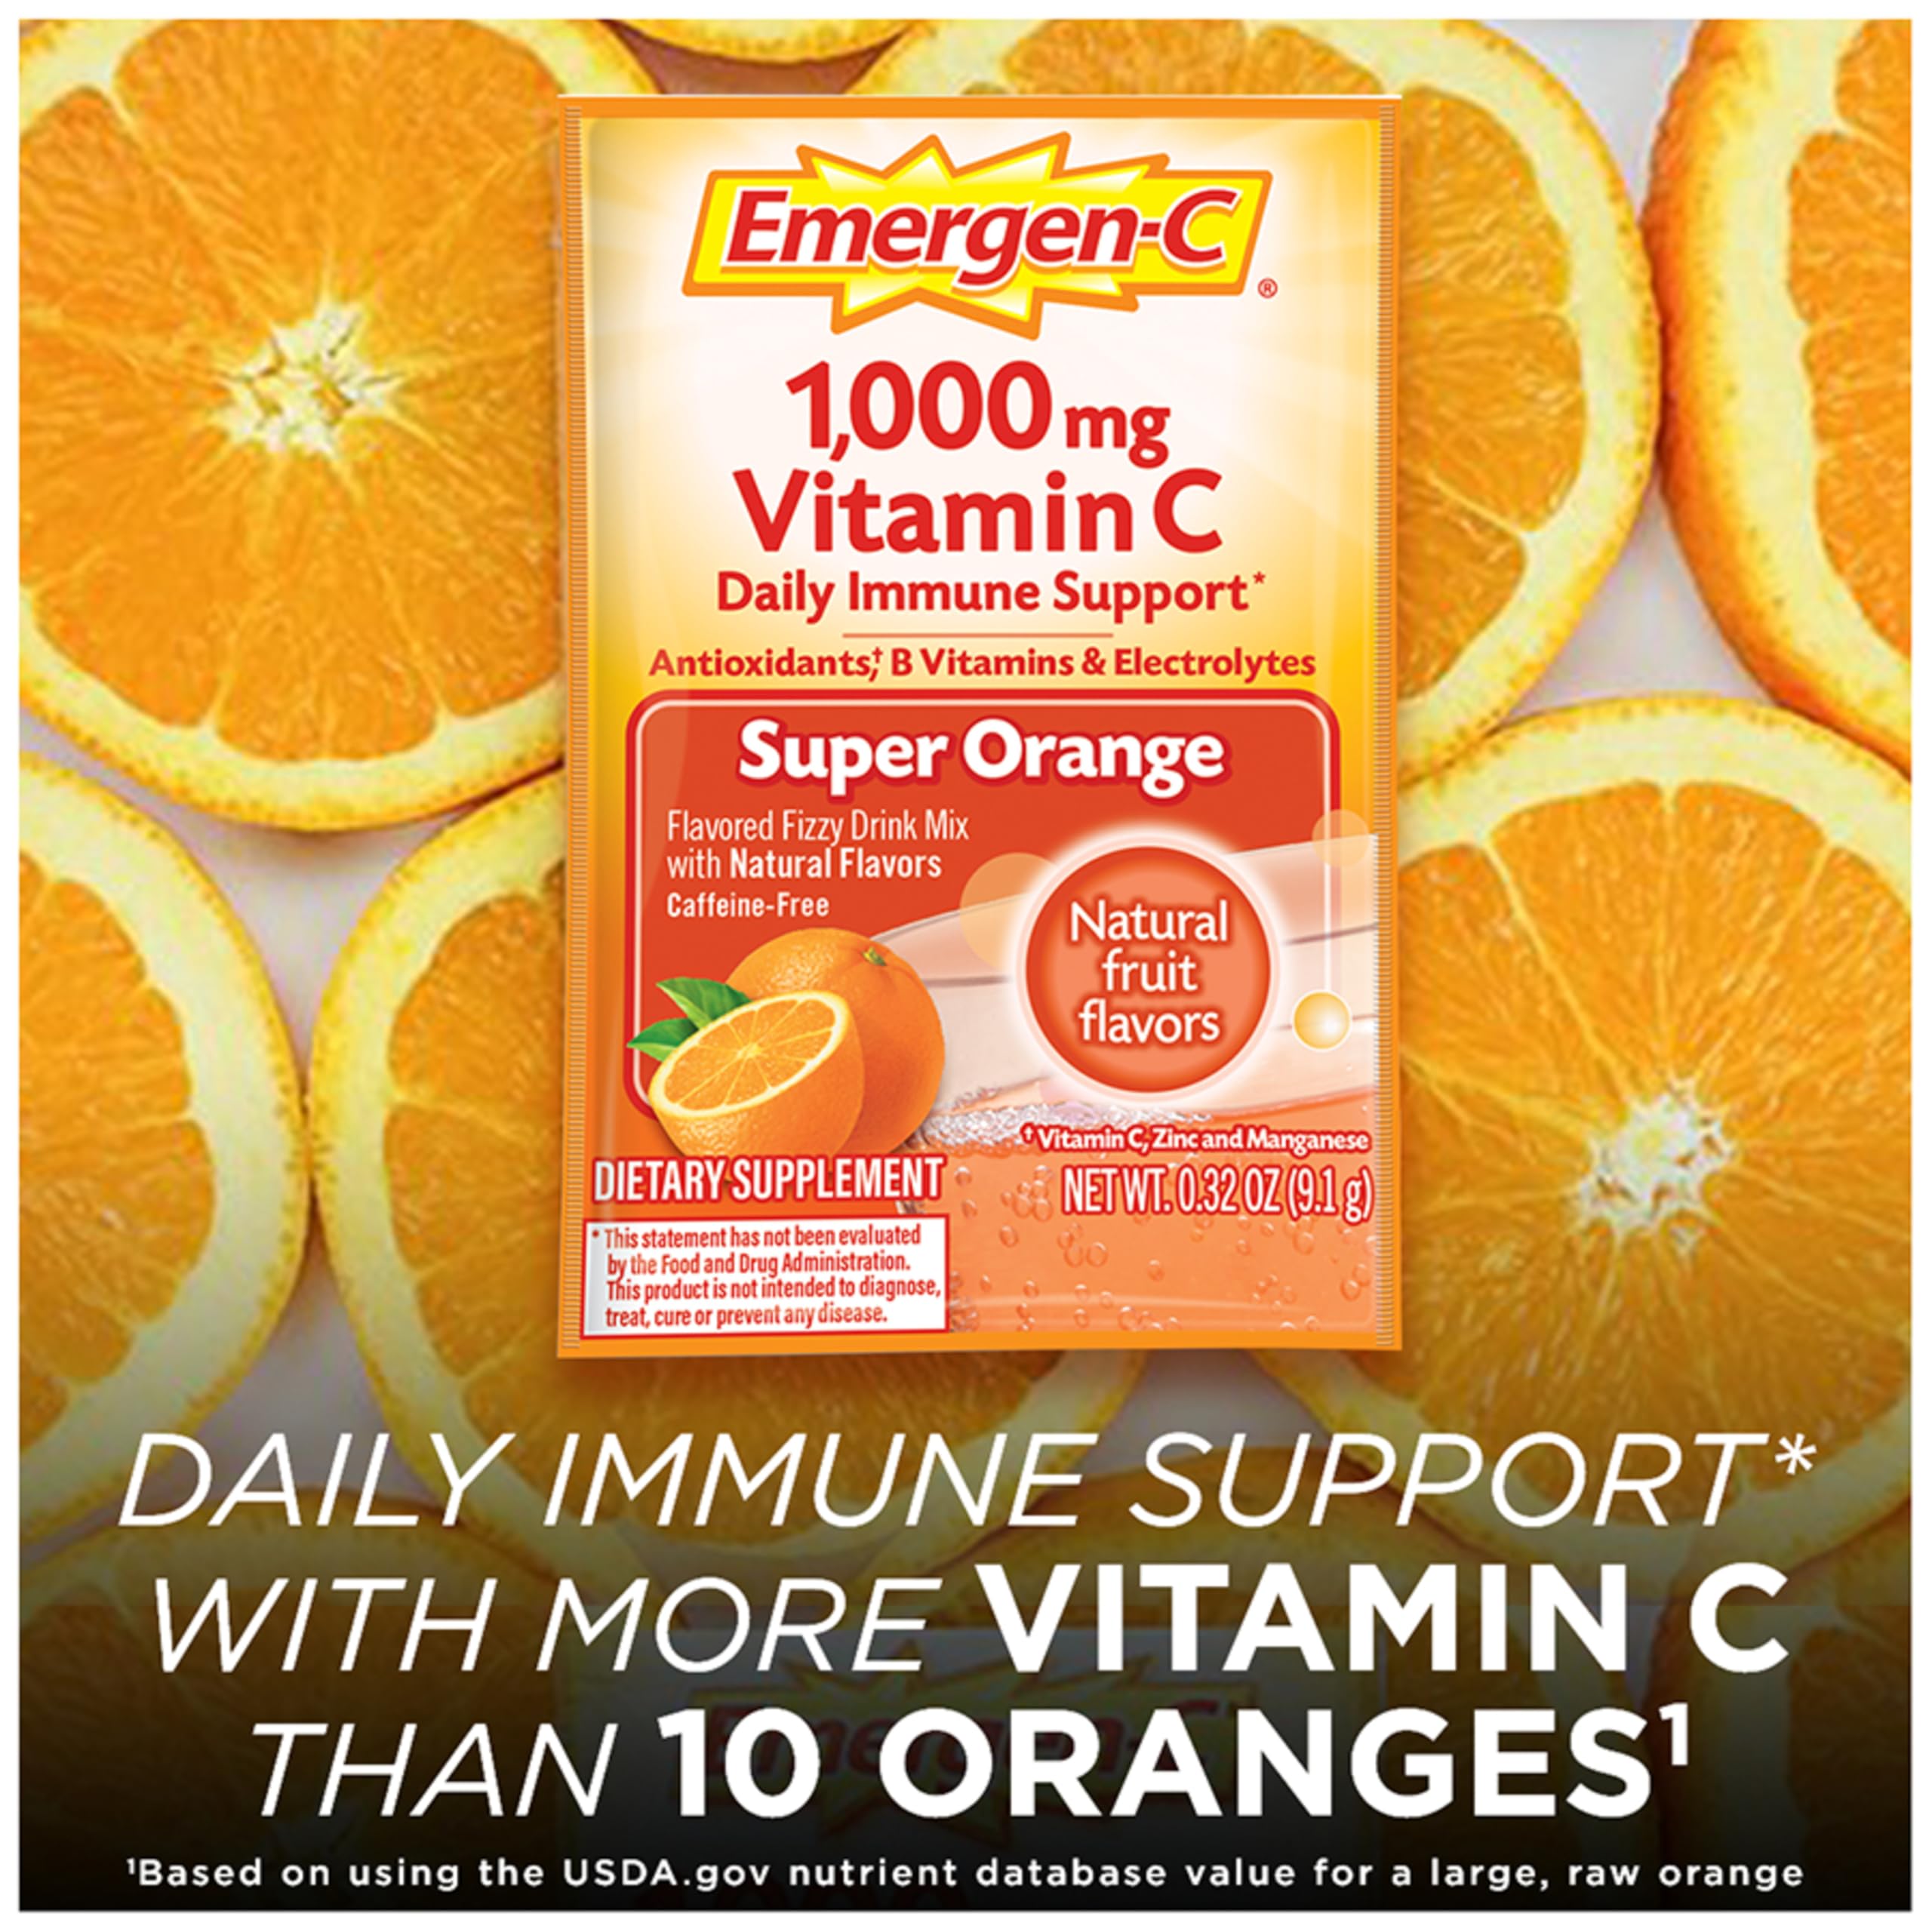 Emergen-C®
1,000 mg
Vitamin C
Daily Immune Support*
Antioxidants,† B Vitamins & Electrolytes
Super Orange
Flavored Fizzy Drink Mix
with Natural Flavors
Caffeine-Free
Natural
fruit
flavors
† Vitamin C, Zinc and Manganese
DIETARY SUPPLEMENT
NET WT. 0.32 OZ (9.1 g)
* This statement has not been evaluated
by the Food and Drug Administration.
This product is not intended to diagnose,
treat, cure or prevent any disease.
DAILY IMMUNE SUPPORT*
WITH MORE VITAMIN C
THAN 10 ORANGES¹
Emergen-C
¹Based on using the USDA.gov nutrient database value for a large, raw orange